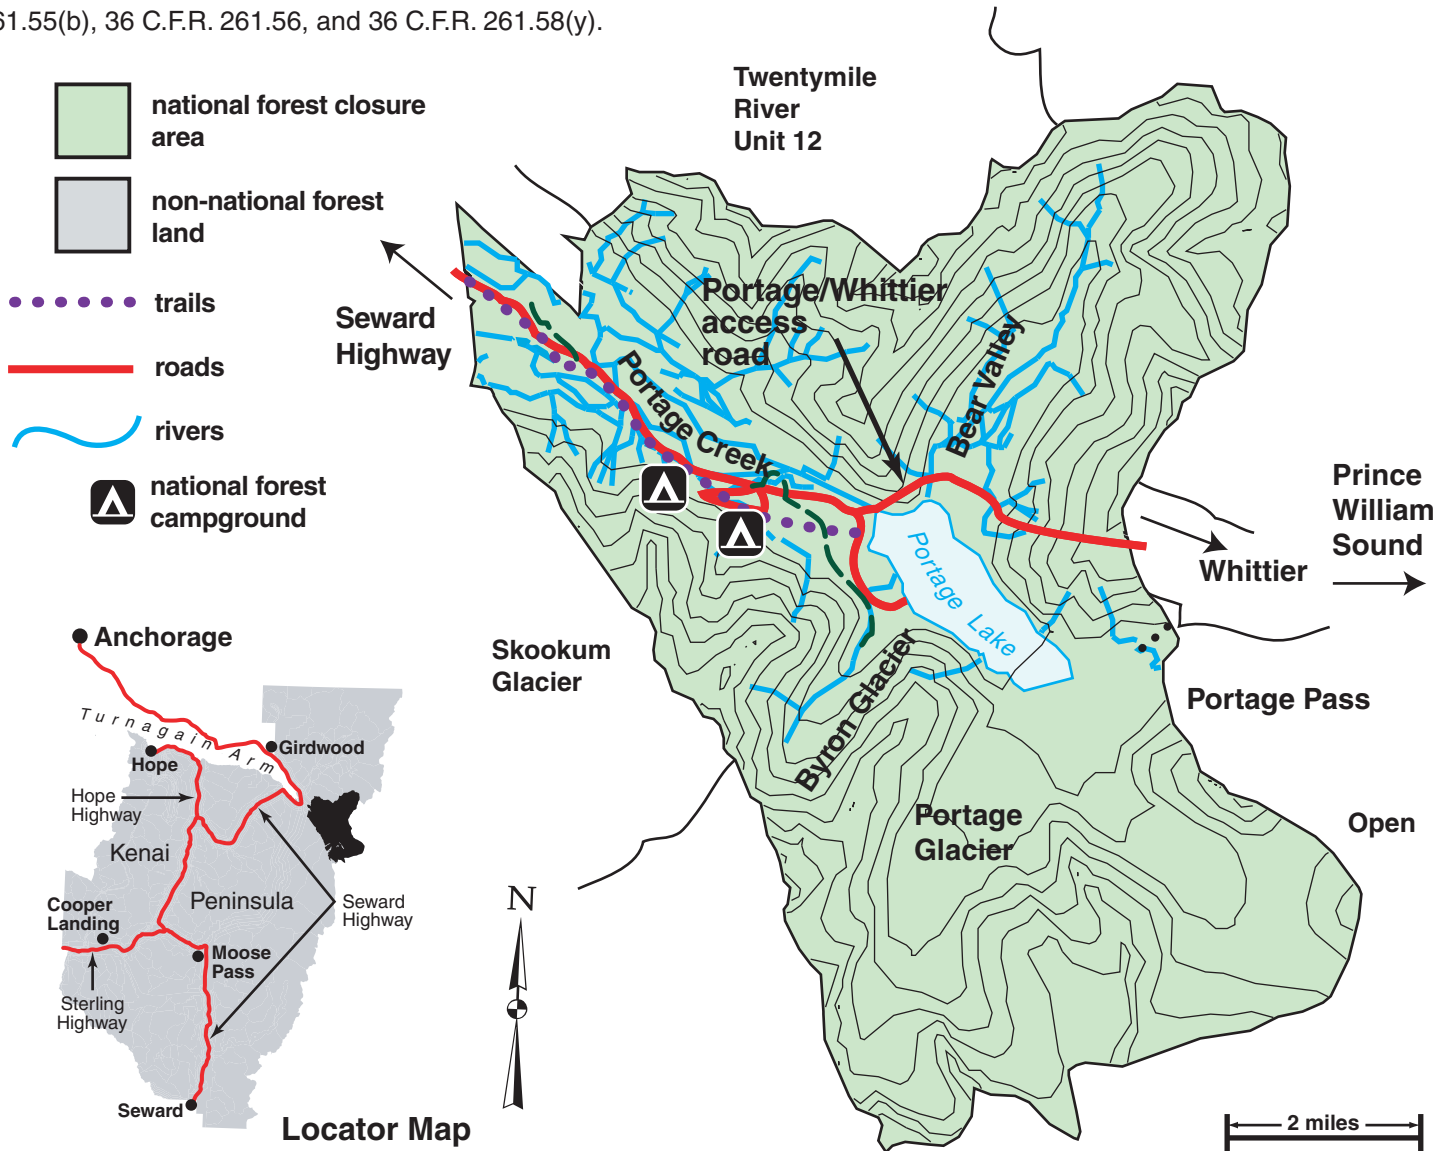 61.55(b), 36 C.F.R. 261.56, and 36 C.F.R. 261.58(y).
national forest closure
area
non-national forest
land
trails
roads
rivers
national forest
campground
Twentymile
River
Unit 12
Seward
Highway
Portage/Whittier
access
road
Portage Creek
Bear Valley
Prince
William
Sound
Whittier
Portage Lake
Skookum
Glacier
Byron Glacier
Portage Pass
Portage
Glacier
Open
N
2 miles
Anchorage
Turnagain Arm
Girdwood
Hope
Hope
Highway
Kenai
Peninsula
Seward
Highway
Cooper
Landing
Moose
Pass
Sterling
Highway
Seward
Locator Map